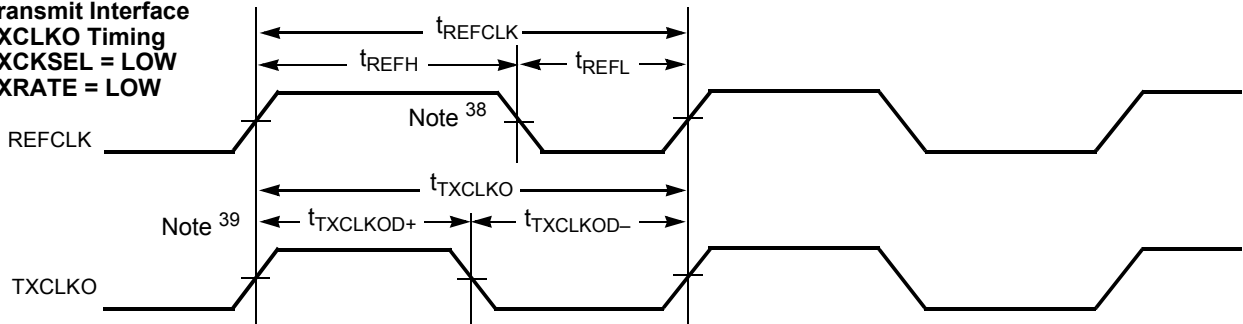 ransmit Interface
XCLKO Timing
XCKSEL = LOW
XRATE = LOW
tREFCLK
tREFH
tREFL
Note 38
REFCLK
tTXCLKO
Note 39
tTXCLKOD+
tTXCLKOD–
TXCLKO